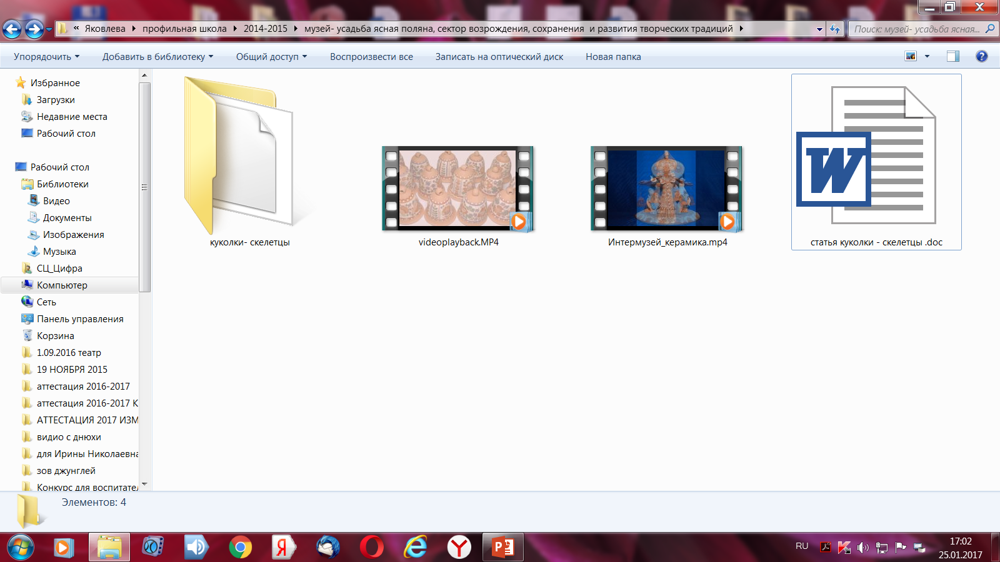 « Яковлева ▸ профильная школа ▸ 2014-2015 ▸ музей- усадьба ясная поляна, сектор возрождения, сохранения  и развития творческих традиций ▸
Поиск: музей- усадьба ясная...
Упорядочить ▾ Добавить в библиотеку ▾ Общий доступ ▾ Воспроизвести все Записать на оптический диск Новая папка
Избранное
Загрузки
Недавние места
Рабочий стол
Рабочий стол
Библиотеки
Видео
Документы
Изображения
Музыка
СЦ_Цифра
Компьютер
Сеть
Панель управления
Корзина
1.09.2016 театр
19 НОЯБРЯ 2015
аттестация 2016-2017
аттестация 2016-2017 К
АТТЕСТАЦИЯ 2017 ИЗМ
видио с днюхи
для Ирины Николаевна
зов джунглей
Конкурс для воспитател
куколки- скелетцы
videoplayback.MP4
Интермузей_керамика.mp4
W
статья куколки - скелетцы .doc
Элементов: 4
RU
17:02
25.01.2017